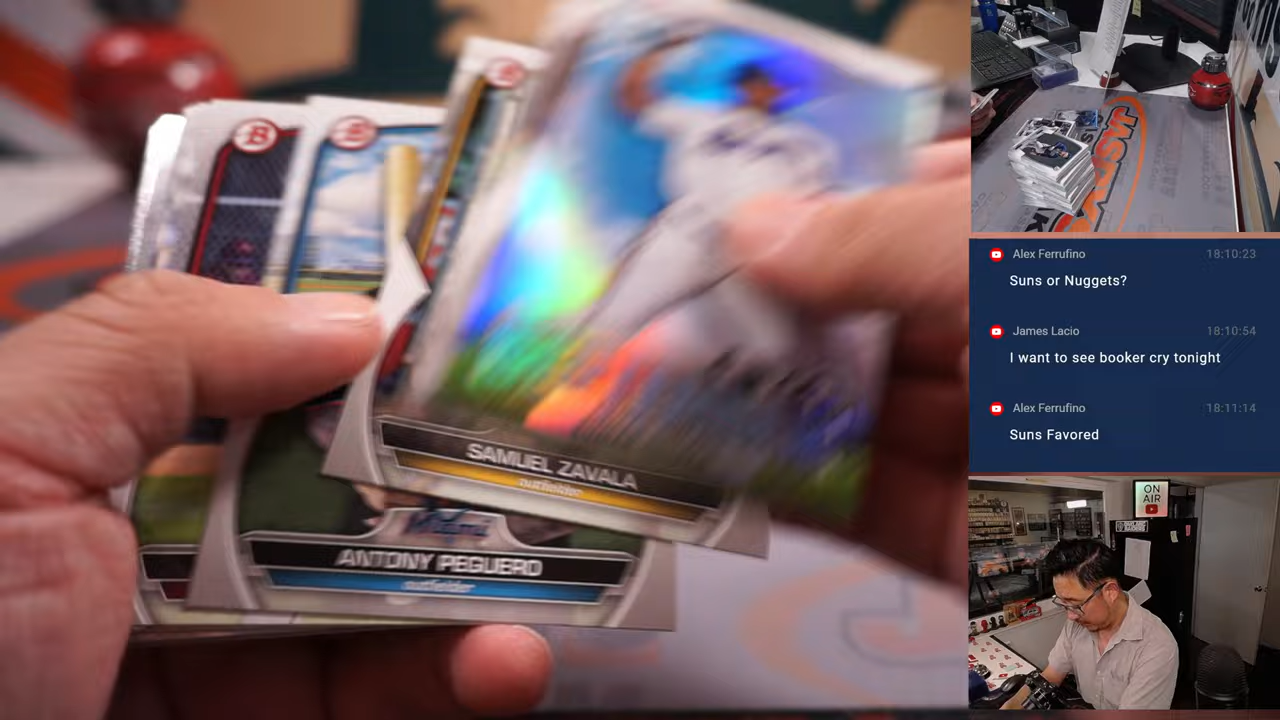 B
B
SAMUEL ZAVALA
outfielder
Miami
ANTONY PEGUERO
outfielder
Alex Ferrufino 18:10:23
Suns or Nuggets?
James Lacio 18:10:54
I want to see booker cry tonight
Alex Ferrufino 18:11:14
Suns Favored
ON
AIR